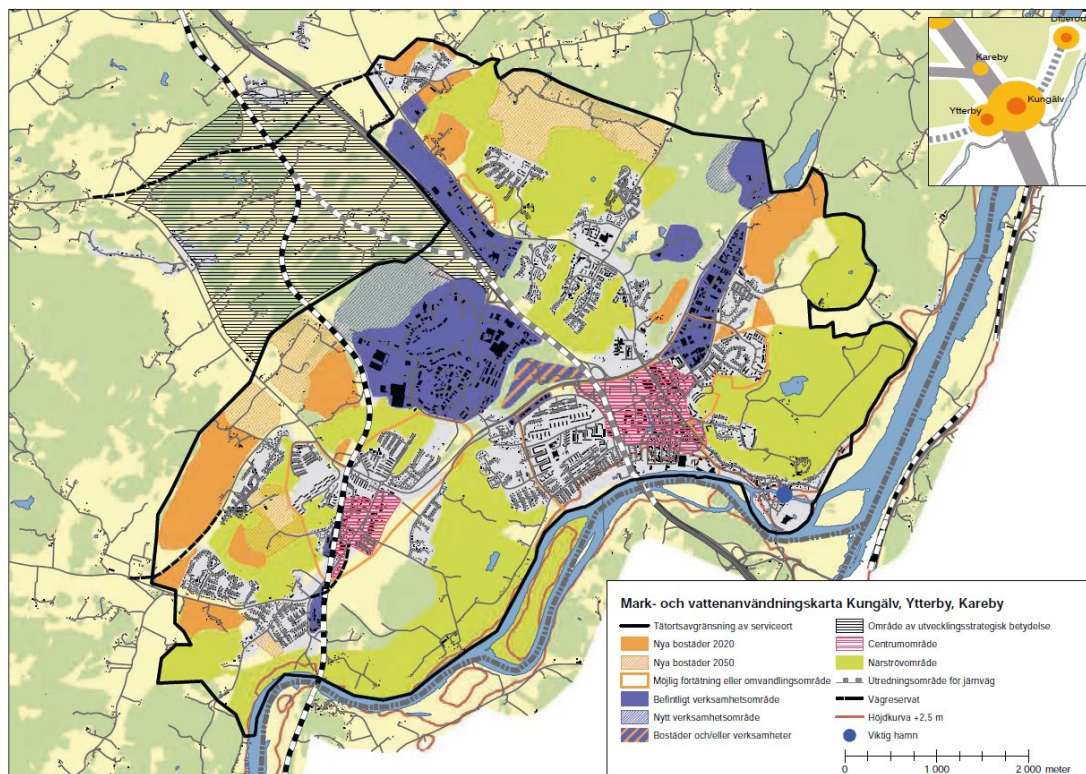 Diseröd
Kareby
Kungälv
Ytterby
Mark- och vattenanvändningskarta Kungälv, Ytterby, Kareby
Tätortsavgränsning av serviceort
Nya bostäder 2020
Nya bostäder 2050
Möjlig förtätning eller omvandlingsområde
Befintligt verksamhetsområde
Nytt verksamhetsområde
Bostäder och/eller verksamheter
Område av utvecklingsstrategisk betydelse
Centrumområde
Närströvområde
Utredningsområde för järnväg
Vägreservat
Höjdkurva +2,5 m
Viktig hamn
0 1 000 2 000 meter